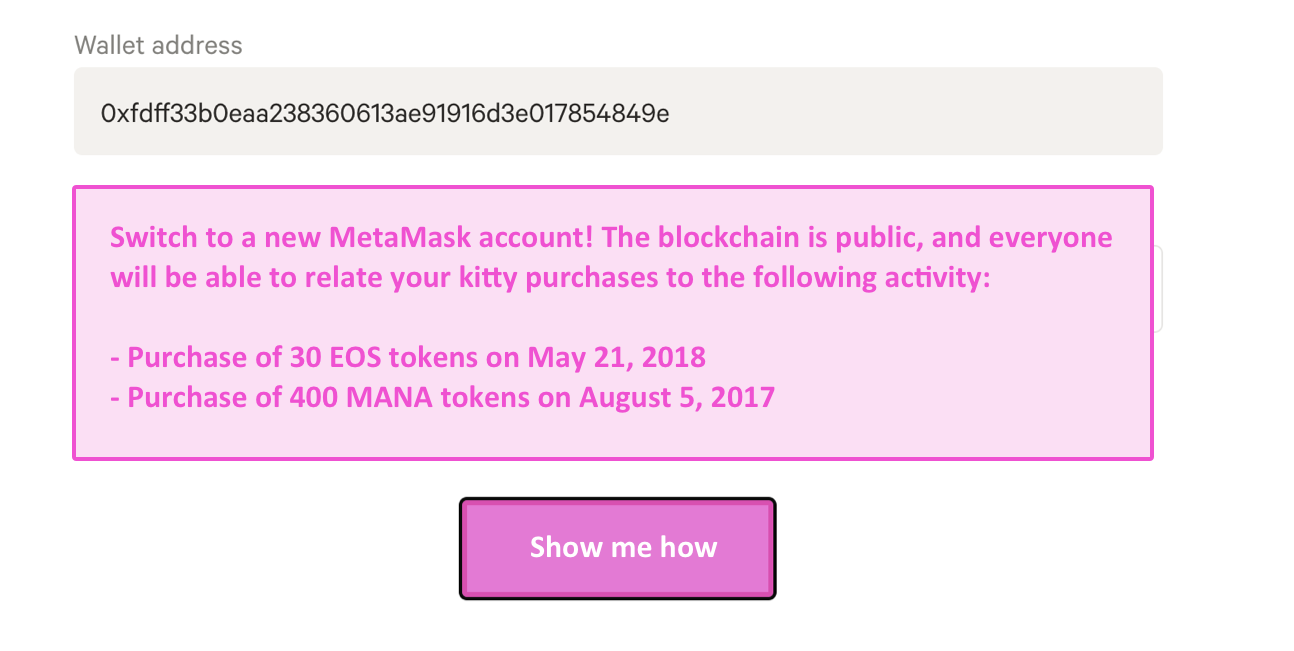 Wallet address
0xfdff33b0eaa238360613ae91916d3e017854849e
Switch to a new MetaMask account! The blockchain is public, and everyone
will be able to relate your kitty purchases to the following activity:
- Purchase of 30 EOS tokens on May 21, 2018
- Purchase of 400 MANA tokens on August 5, 2017
Show me how